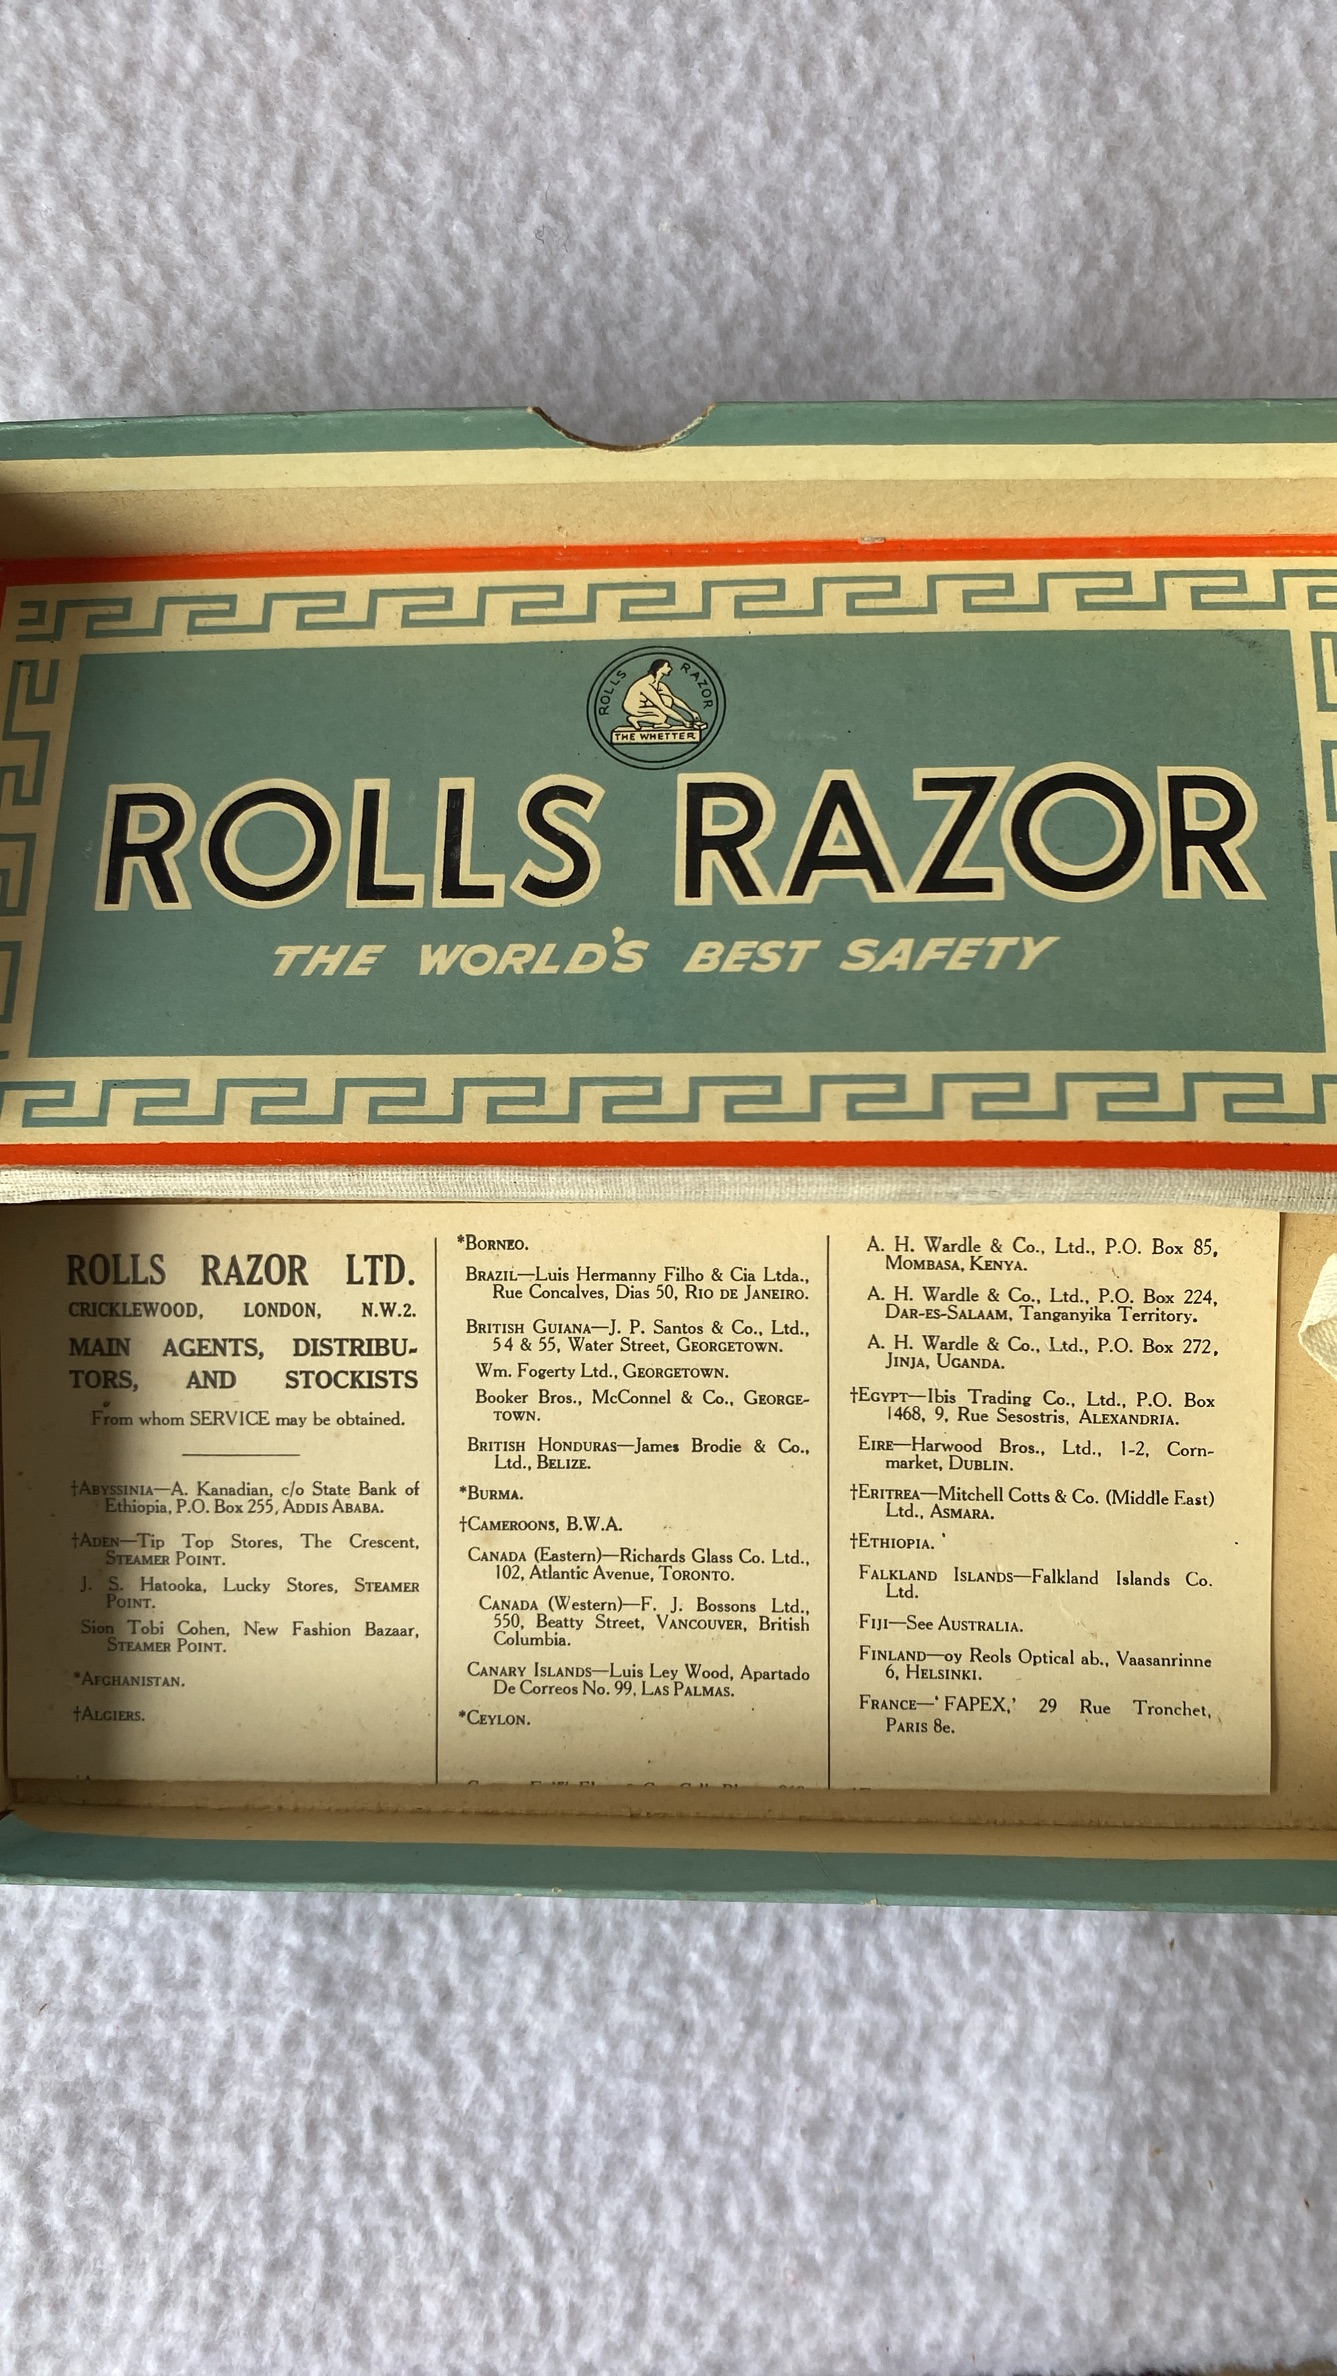 ROLLS RAZOR
THE WHETTER
ROLLS RAZOR
THE WORLD'S BEST SAFETY
ROLLS RAZOR LTD.
CRICKLEWOOD, LONDON, N.W.2.
MAIN AGENTS, DISTRIBU-
TORS, AND STOCKISTS
From whom SERVICE may be obtained.
†ABYSSINIA—A. Kanadian, c/o State Bank of
Ethiopia, P.O. Box 255, ADDIS ABABA.
†ADEN—Tip Top Stores, The Crescent,
STEAMER POINT.
J. S. Hatooka, Lucky Stores, STEAMER
POINT.
Sion Tobi Cohen, New Fashion Bazaar,
STEAMER POINT.
*AFGHANISTAN.
†ALGIERS.
*BORNEO.
BRAZIL—Luis Hermanny Filho & Cia Ltda.,
Rue Concalves, Dias 50, RIO DE JANEIRO.
BRITISH GUIANA—J. P. Santos & Co., Ltd.,
54 & 55, Water Street, GEORGETOWN.
Wm. Fogerty Ltd., GEORGETOWN.
Booker Bros., McConnel & Co., GEORGE-
TOWN.
BRITISH HONDURAS—James Brodie & Co.,
Ltd., BELIZE.
*BURMA.
†CAMEROONS, B.W.A.
CANADA (Eastern)—Richards Glass Co. Ltd.,
102, Atlantic Avenue, TORONTO.
CANADA (Western)—F. J. Bossons Ltd.,
550, Beatty Street, VANCOUVER, British
Columbia.
CANARY ISLANDS—Luis Ley Wood, Apartado
De Correos No. 99, LAS PALMAS.
*CEYLON.
A. H. Wardle & Co., Ltd., P.O. Box 85,
MOMBASA, KENYA.
A. H. Wardle & Co., Ltd., P.O. Box 224,
DAR-ES-SALAAM, Tanganyika Territory.
A. H. Wardle & Co., Ltd., P.O. Box 272,
JINJA, UGANDA.
†EGYPT—Ibis Trading Co., Ltd., P.O. Box
1468, 9, Rue Sesostris, ALEXANDRIA.
EIRE—Harwood Bros., Ltd., 1-2, Corn-
market, DUBLIN.
†ERITREA—Mitchell Cotts & Co. (Middle East)
Ltd., ASMARA.
†ETHIOPIA.
FALKLAND ISLANDS—Falkland Islands Co.
Ltd.
FIJI—See AUSTRALIA.
FINLAND—oy Reols Optical ab., Vaasanrinne
6, HELSINKI.
FRANCE—'FAPEX,' 29 Rue Tronchet,
PARIS 8e.